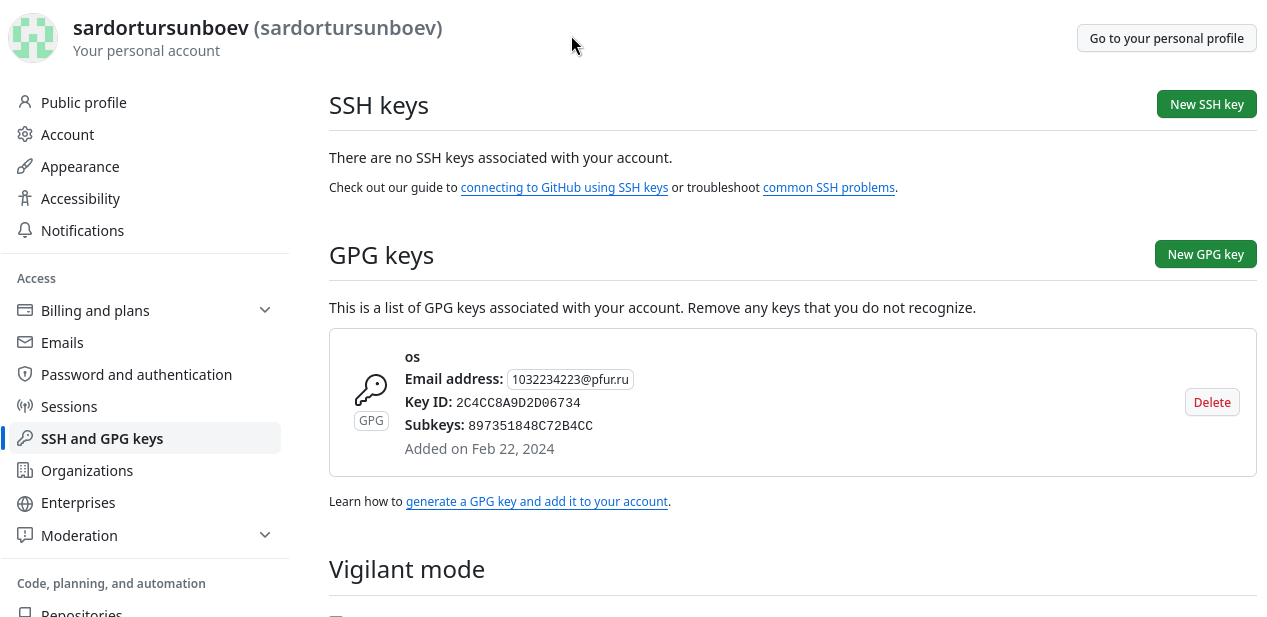 sardortursunboev (sardortursunboev)
Your personal account
Go to your personal profile
Public profile
Account
Appearance
Accessibility
Notifications
Access
Billing and plans
Emails
Password and authentication
Sessions
SSH and GPG keys
Organizations
Enterprises
Moderation
Code, planning, and automation
Repositories
SSH keys
New SSH key
There are no SSH keys associated with your account.
Check out our guide to connecting to GitHub using SSH keys or troubleshoot common SSH problems.
GPG keys
New GPG key
This is a list of GPG keys associated with your account. Remove any keys that you do not recognize.
os
Email address: 1032234223@pfur.ru
Key ID: 2C4CC8A9D2D06734
GPG
Subkeys: 897351848C72B4CC
Added on Feb 22, 2024
Delete
Learn how to generate a GPG key and add it to your account.
Vigilant mode